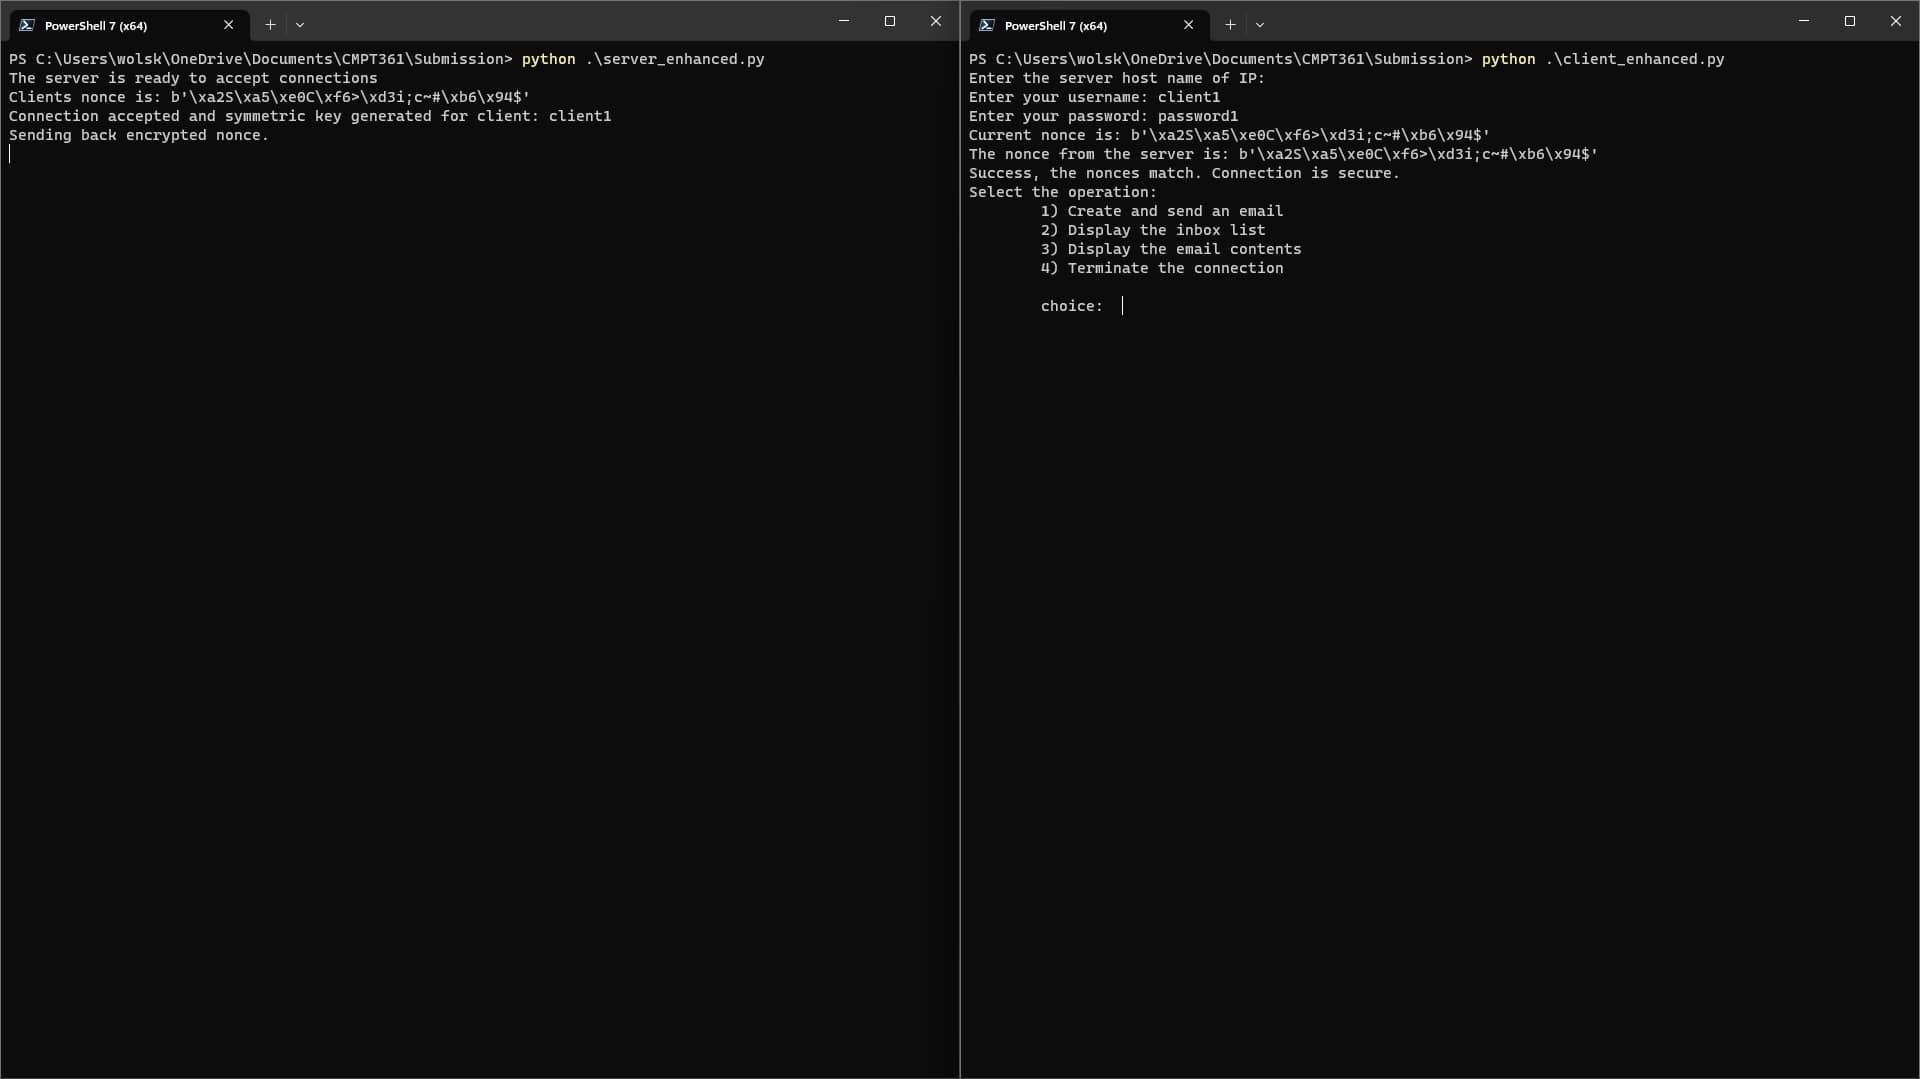 PowerShell 7 (x64)
PS C:\Users\wolsk\OneDrive\Documents\CMPT361\Submission> python .\server_enhanced.py
The server is ready to accept connections
Clients nonce is: b'\xa2S\xa5\xe0C\xf6>\xd3i;c~#\xb6\x94$'
Connection accepted and symmetric key generated for client: client1
Sending back encrypted nonce.
PowerShell 7 (x64)
PS C:\Users\wolsk\OneDrive\Documents\CMPT361\Submission> python .\client_enhanced.py
Enter the server host name of IP:
Enter your username: client1
Enter your password: password1
Current nonce is: b'\xa2S\xa5\xe0C\xf6>\xd3i;c~#\xb6\x94$'
The nonce from the server is: b'\xa2S\xa5\xe0C\xf6>\xd3i;c~#\xb6\x94$'
Success, the nonces match. Connection is secure.
Select the operation:
1) Create and send an email
2) Display the inbox list
3) Display the email contents
4) Terminate the connection
choice: